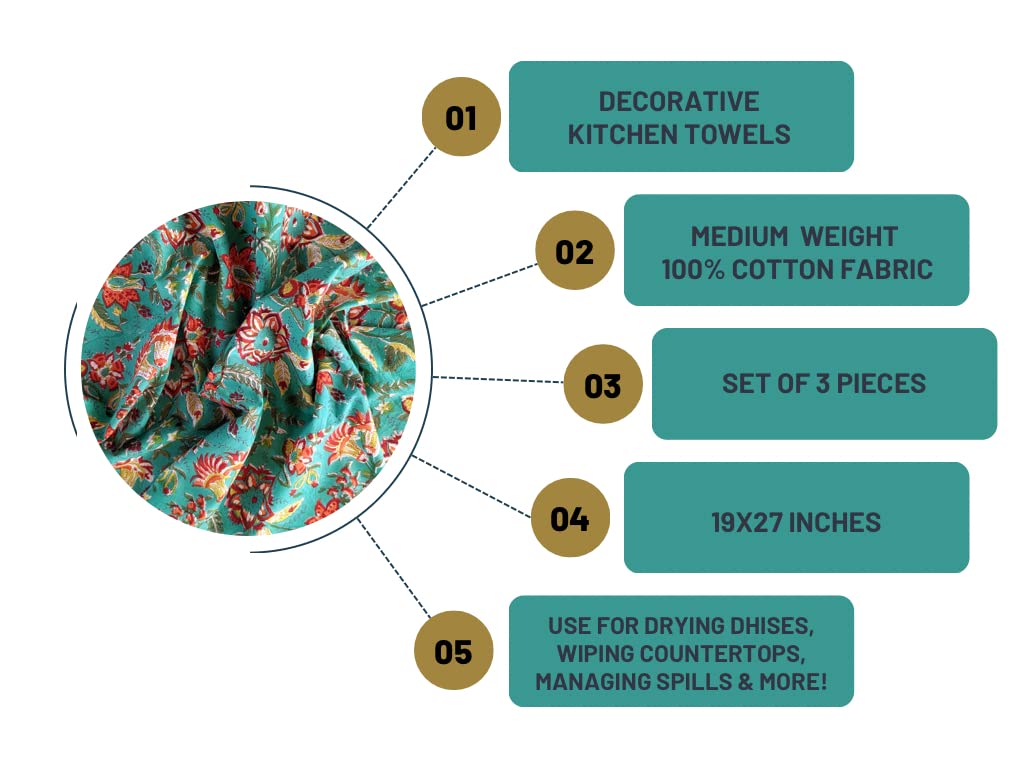 01
DECORATIVE
KITCHEN TOWELS
02
MEDIUM  WEIGHT
100% COTTON FABRIC
03
SET OF 3 PIECES
04
19X27 INCHES
05
USE FOR DRYING DHISES,
WIPING COUNTERTOPS,
MANAGING SPILLS & MORE!